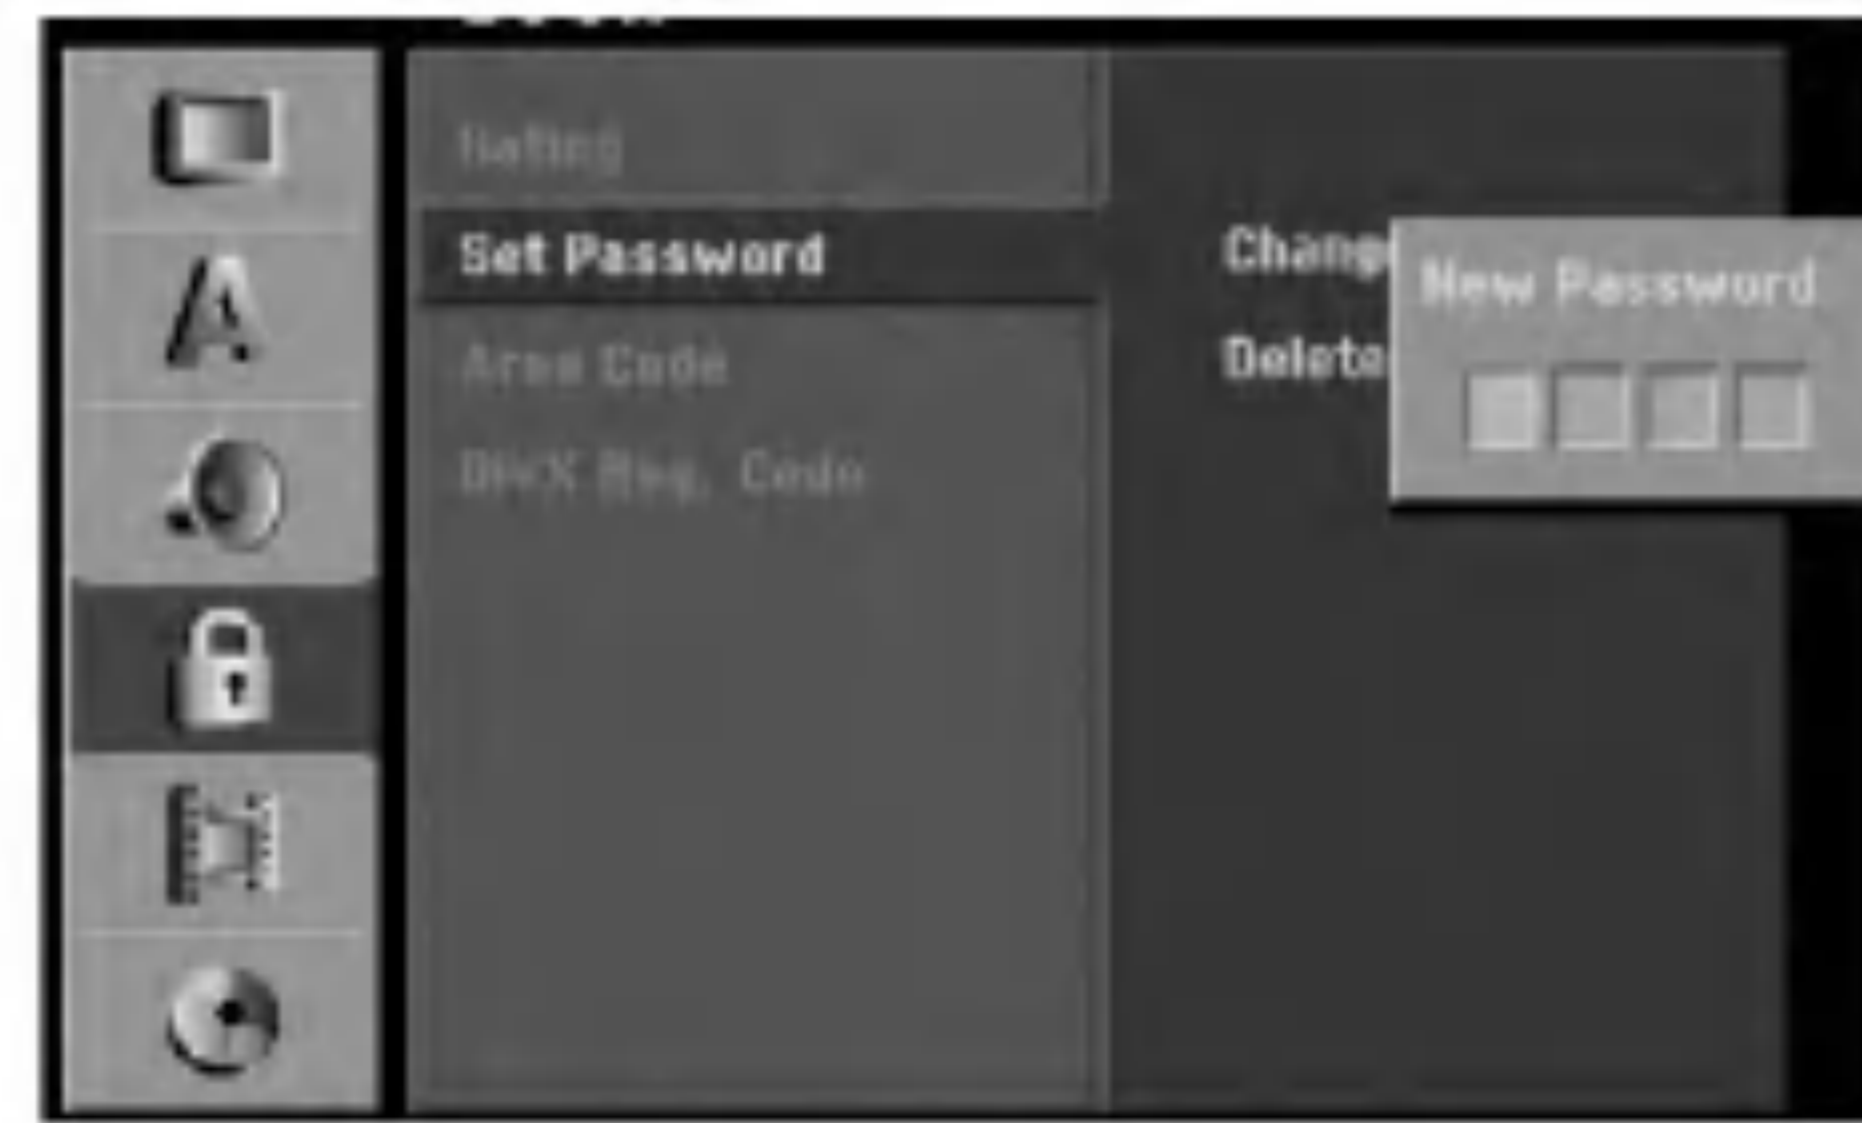 Rating
Set Password
Area Code
DivX Reg. Code
Chang
Delete
New Password